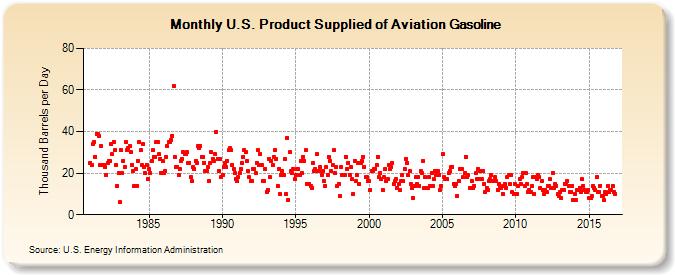 Monthly U.S. Product Supplied of Aviation Gasoline
Thousand Barrels per Day
80
60
40
20
0
1985 1990 1995 2000 2005 2010 2015
Source: U.S. Energy Information Administration